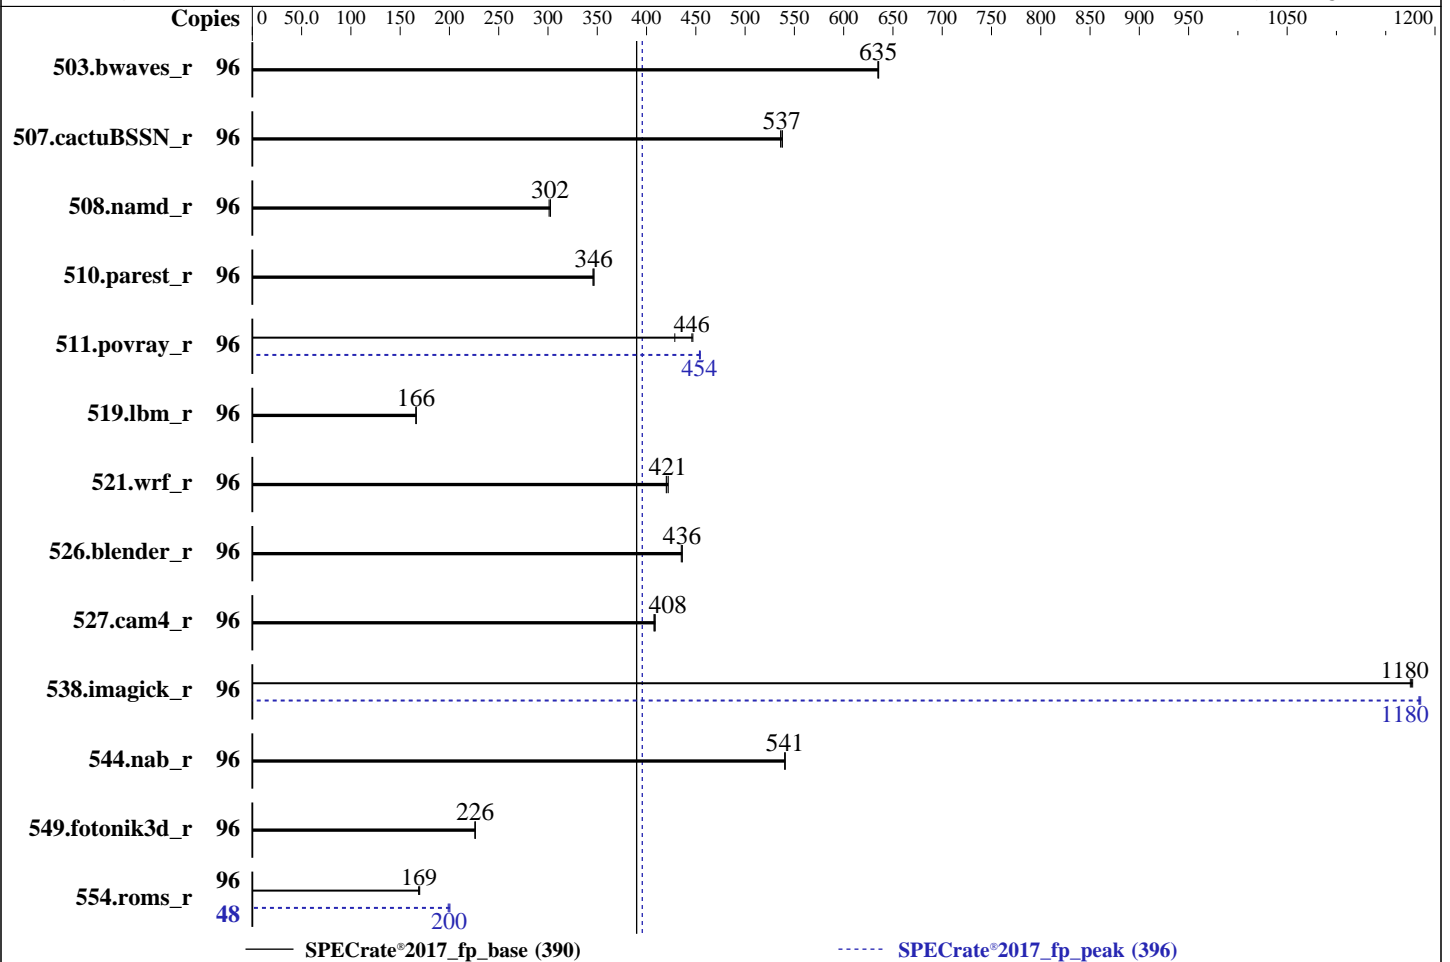 Copies 0 50.0 100 150 200 250 300 350 400 450 500 550 600 650 700 750 800 850 900 950 1050 1200
635
503.bwaves_r 96
537
507.cactuBSSN_r 96
302
508.namd_r 96
346
510.parest_r 96
446
511.povray_r 96
454
166
519.lbm_r 96
421
521.wrf_r 96
436
526.blender_r 96
408
527.cam4_r 96
1180
538.imagick_r 96
1180
541
544.nab_r 96
226
549.fotonik3d_r 96
96 169
554.roms_r
48 200
SPECrate®2017_fp_base (390) SPECrate®2017_fp_peak (396)